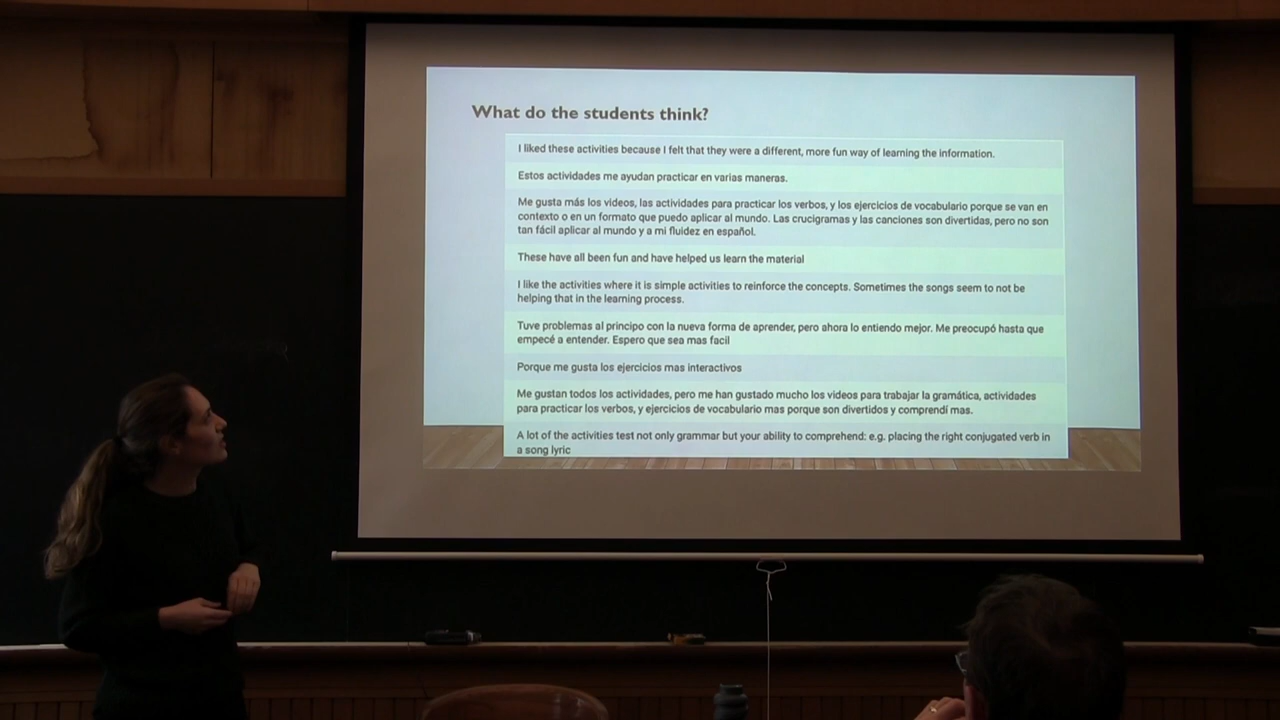 What do the students think?
I liked these activities because I felt that they were a different, more fun way of learning the information.
Estos actividades me ayudan practicar en varias maneras.
Me gusta más los videos, las actividades para practicar los verbos, y los ejercicios de vocabulario porque se van en
contexto o en un formato que puedo aplicar al mundo. Las crucigramas y las canciones son divertidas, pero no son
tan fácil aplicar al mundo y a mi fluidez en español.
These have all been fun and have helped us learn the material
I like the activities where it is simple activities to reinforce the concepts. Sometimes the songs seem to not be
helping that in the learning process.
Tuve problemas al principo con la nueva forma de aprender, pero ahora lo entiendo mejor. Me preocupó hasta que
empecé a entender. Espero que sea mas facil
Porque me gusta los ejercicios mas interactivos
Me gustan todos los actividades, pero me han gustado mucho los videos para trabajar la gramática, actividades
para practicar los verbos, y ejercicios de vocabulario mas porque son divertidos y comprendí mas.
A lot of the activities test not only grammar but your ability to comprehend: e.g. placing the right conjugated verb in
a song lyric